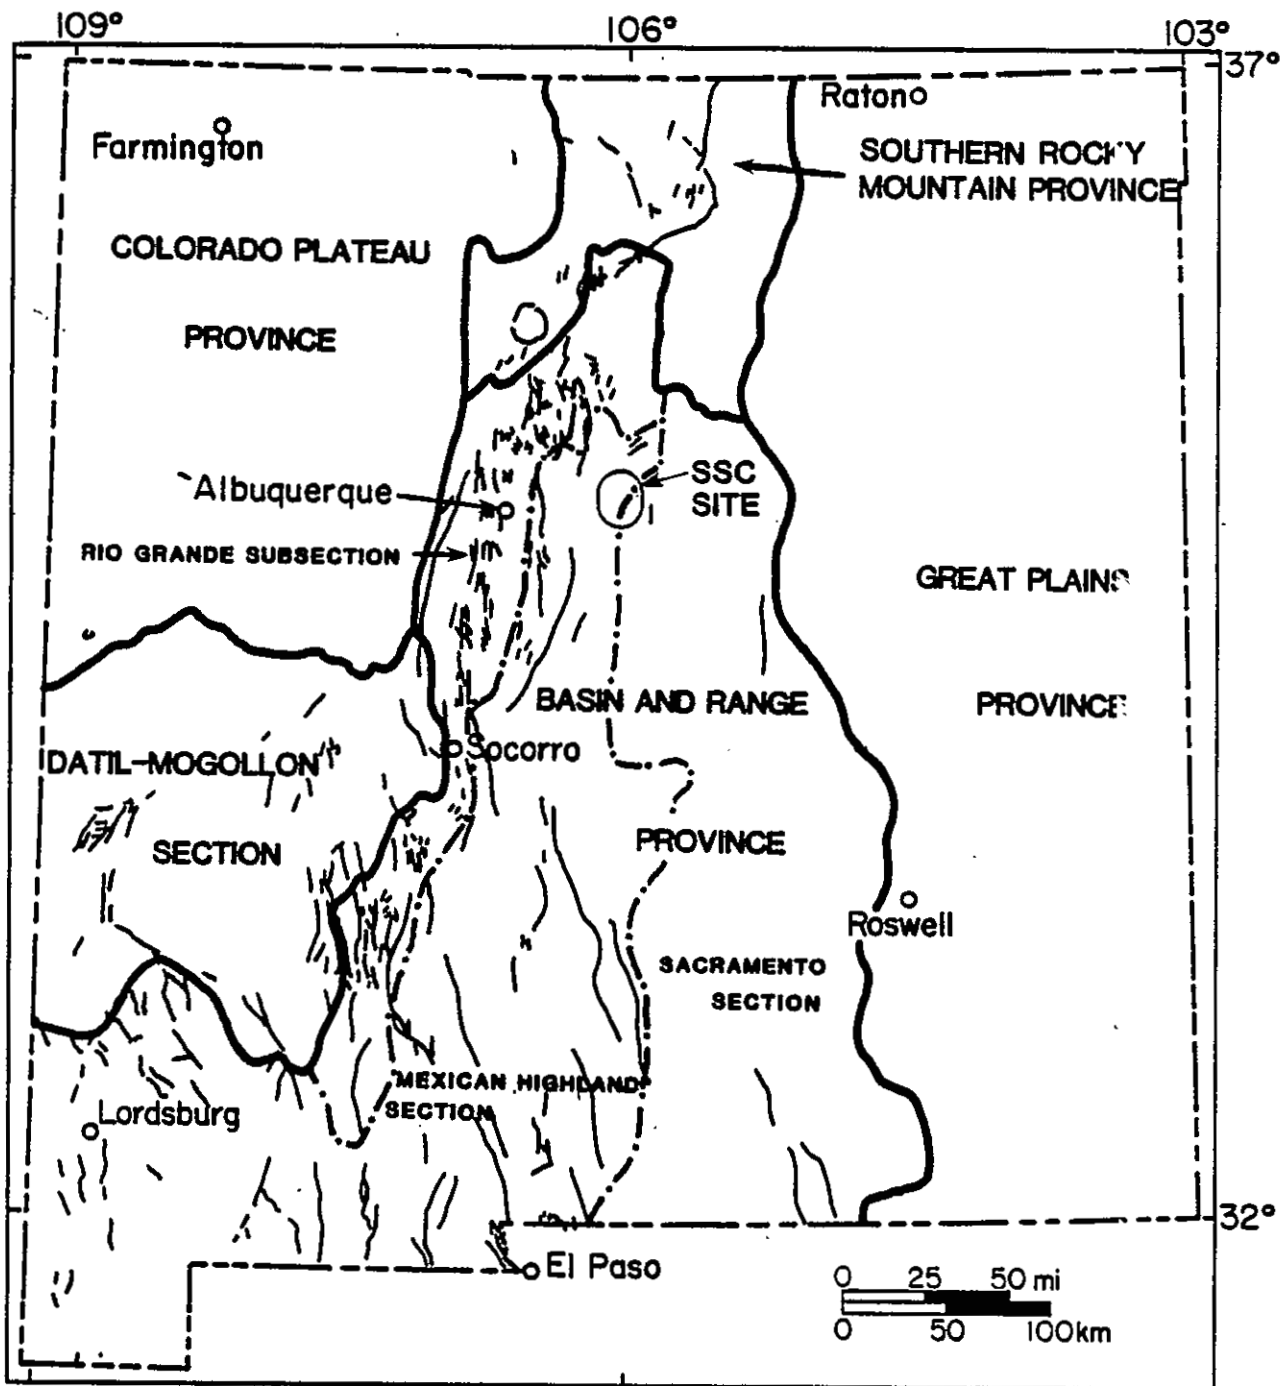 109°
106°
103°
37°
Raton
Farmington
SOUTHERN ROCKY
MOUNTAIN PROVINCE
COLORADO PLATEAU
PROVINCE
SSC
SITE
Albuquerque
RIO GRANDE SUBSECTION
GREAT PLAINS
PROVINCE
BASIN AND RANGE
PROVINCE
Socorro
DATIL-MOGOLLON
SECTION
Roswell
SACRAMENTO
SECTION
MEXICAN HIGHLAND
SECTION
Lordsburg
32°
El Paso
0 25 50 mi
0 50 100km